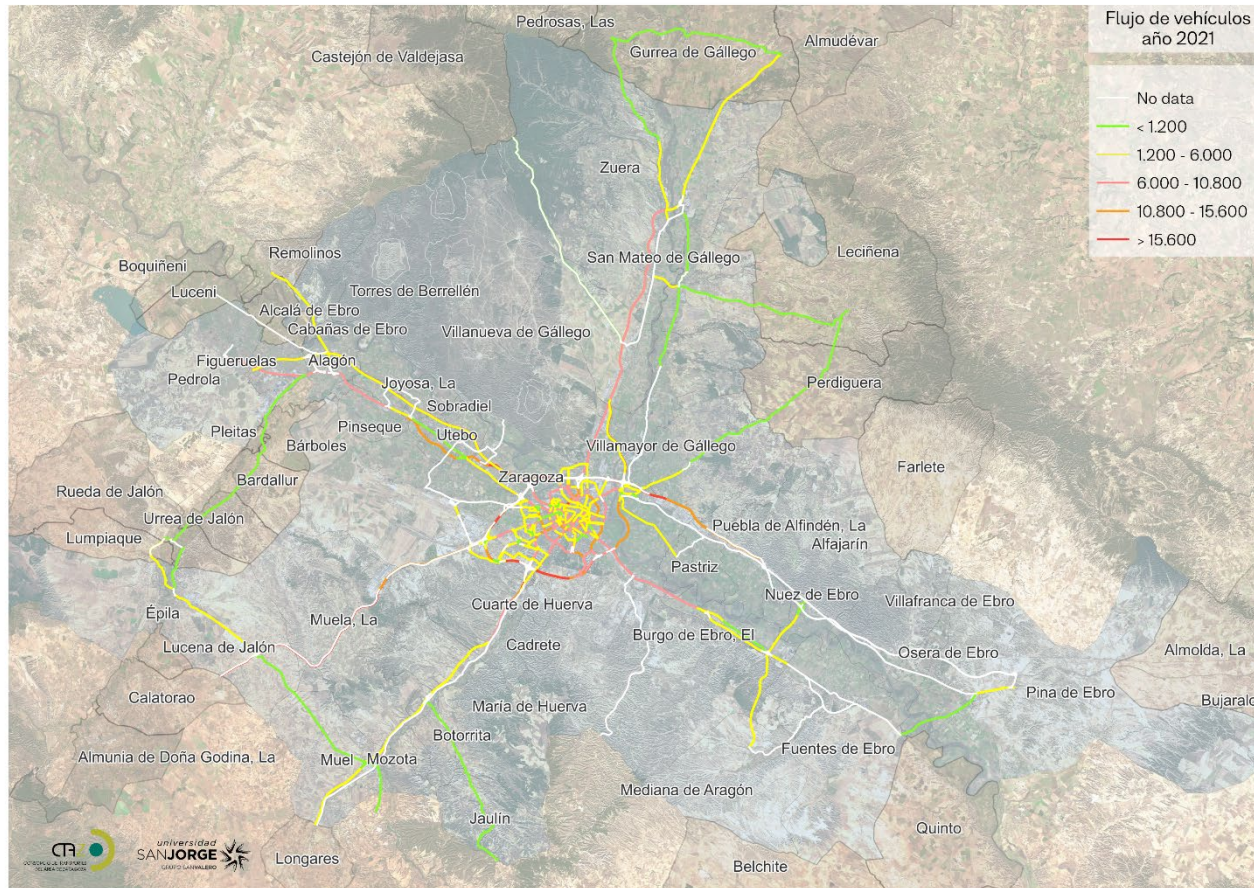 Flujo de vehículos
año 2021
No data
< 1.200
1.200 - 6.000
6.000 - 10.800
10.800 - 15.600
> 15.600
Pedrosas, Las
Almudévar
Gurrea de Gállego
Castejón de Valdejasa
Zuera
Leciñena
San Mateo de Gállego
Remolinos
Boquiñeni
Luceni
Torres de Berrellén
Alcalá de Ebro
Cabañas de Ebro
Villanueva de Gállego
Figueruelas
Alagón
Pedrola
Joyosa, La
Perdiguera
Sobradiel
Pleitas
Pinseque
Utebo
Bárboles
Villamayor de Gállego
Farlete
Zaragoza
Bardallur
Rueda de Jalón
Urrea de Jalón
Puebla de Alfindén, La
Lumpiaque
Alfajarín
Pastriz
Nuez de Ebro
Villafranca de Ebro
Cuarte de Huerva
Épila
Muela, La
Burgo de Ebro, El
Lucena de Jalón
Cadrete
Osera de Ebro
Almolda, La
Calatorao
María de Huerva
Pina de Ebro
Bujaralo
Botorrita
Almunia de Doña Godina, La
Muel
Mozota
Fuentes de Ebro
Mediana de Aragón
Jaulín
Quinto
Longares
Belchite
universidad
SANJORGE
GRUPO SANVALERO